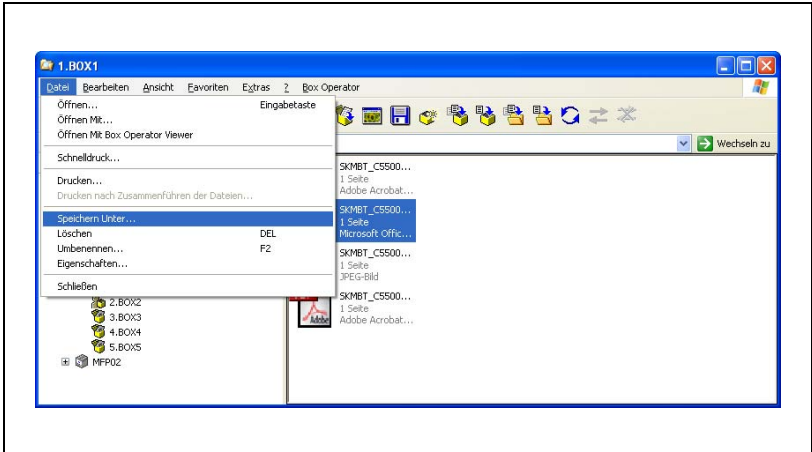 1.BOX1
Datei Bearbeiten Ansicht Favoriten Extras ? Box Operator
Öffnen... Eingabetaste
Öffnen Mit...
Öffnen Mit Box Operator Viewer
Schnelldruck...
Drucken...
Drucken nach Zusammenführen der Dateien...
Speichern Unter...
Löschen DEL
Umbenennen... F2
Eigenschaften...
Schließen
Wechseln zu
SKMBT_C5500...
1 Seite
Adobe Acrobat...
SKMBT_C5500...
1 Seite
Microsoft Offic...
SKMBT_C5500...
1 Seite
JPEG-Bild
SKMBT_C5500...
1 Seite
Adobe Acrobat...
Adobe
2.BOX2
3.BOX3
4.BOX4
5.BOX5
MFP02